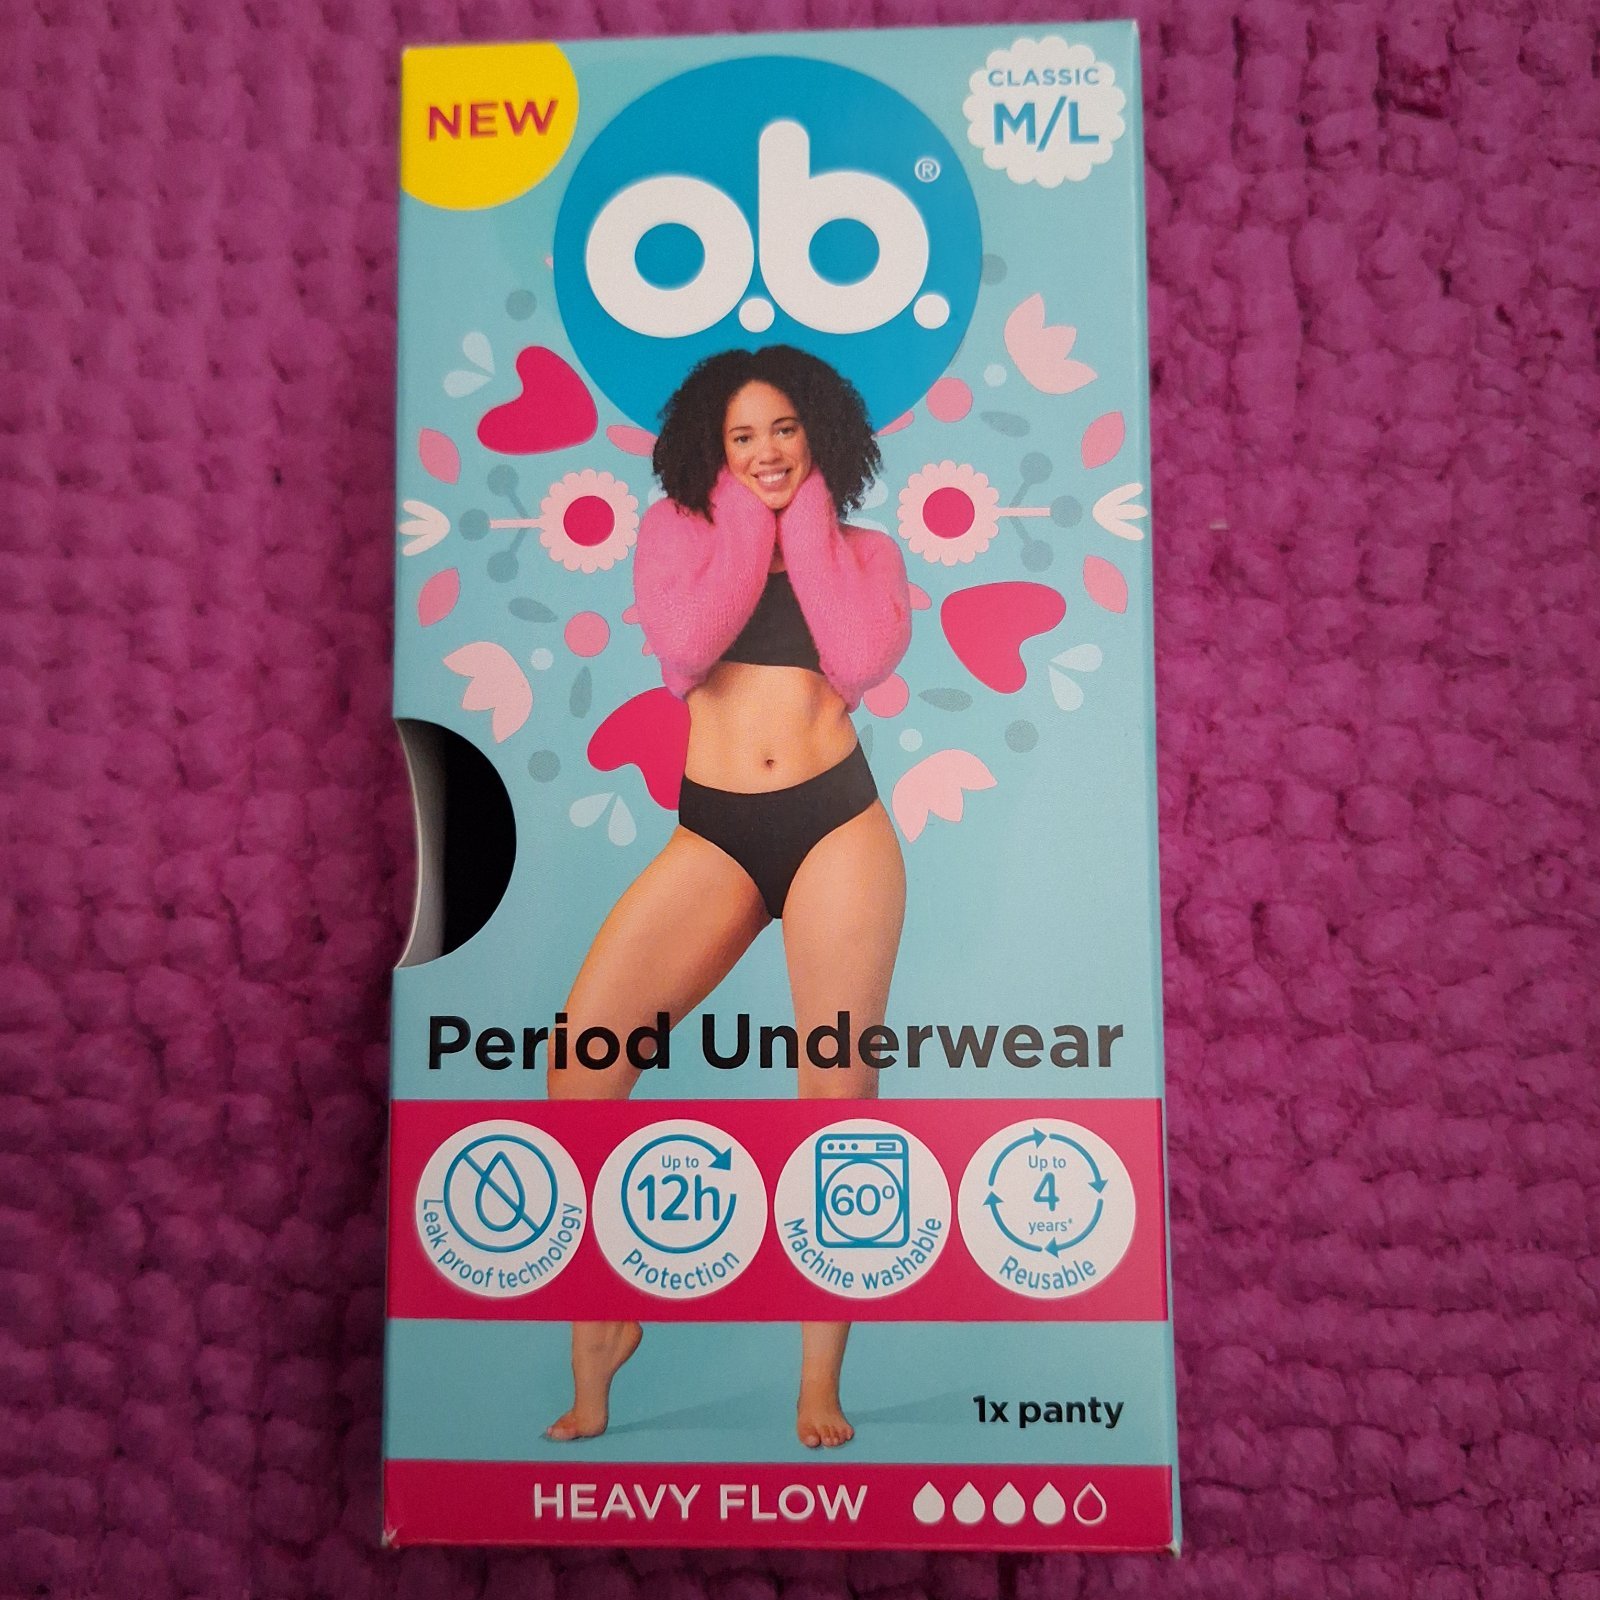 NEW
CLASSIC
M/L
o.b.®
Period Underwear
Leak proof technology
Up to
12h
Protection
60°
Machine washable
Up to
4
years*
Reusable
1x panty
HEAVY FLOW